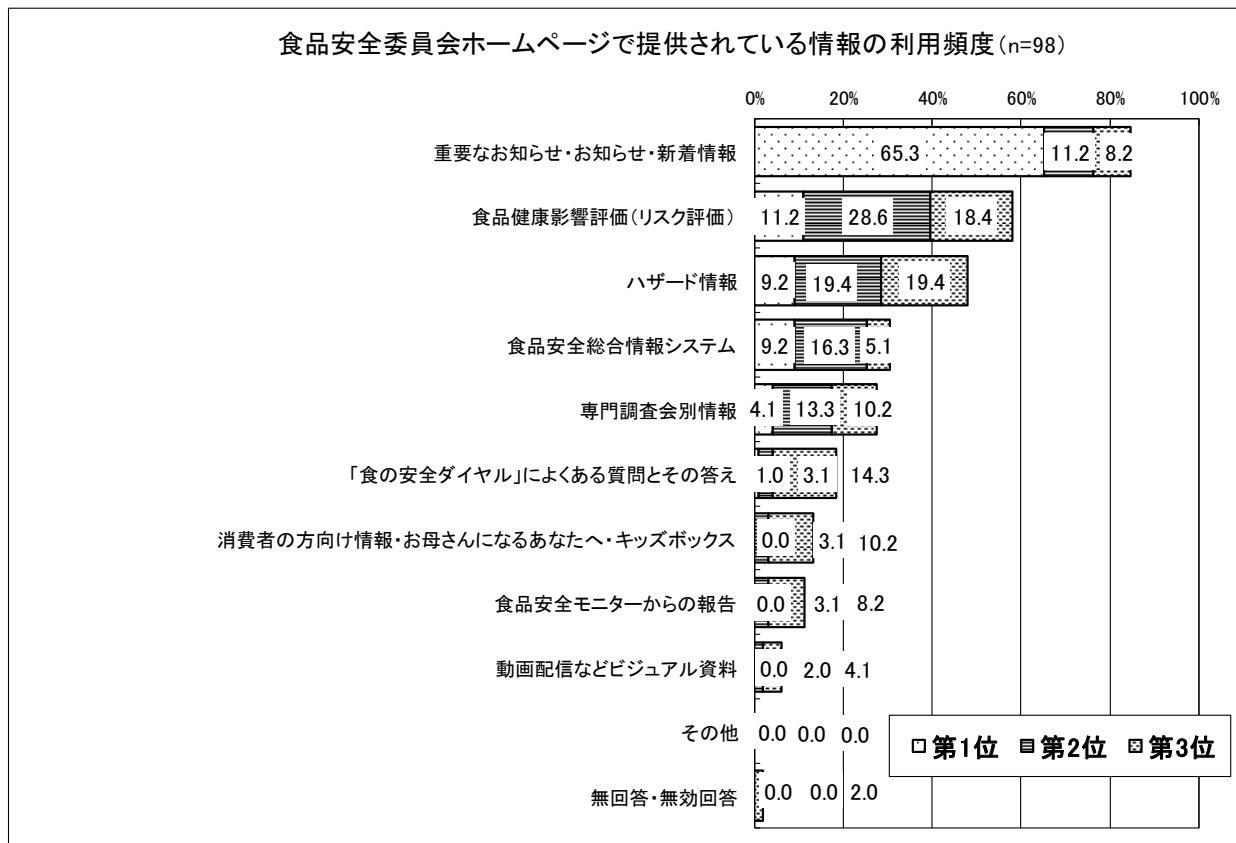 食品安全委員会ホームページで提供されている情報の利用頻度(n=98)
0% 20% 40% 60% 80% 100%
重要なお知らせ・お知らせ・新着情報 65.3 11.2 8.2
食品健康影響評価(リスク評価) 11.2 28.6 18.4
ハザード情報 9.2 19.4 19.4
食品安全総合情報システム 9.2 16.3 5.1
専門調査会別情報 4.1 13.3 10.2
「食の安全ダイヤル」によくある質問とその答え 1.0 3.1 14.3
消費者の方向け情報・お母さんになるあなたへ・キッズボックス 0.0 3.1 10.2
食品安全モニターからの報告 0.0 3.1 8.2
動画配信などビジュアル資料 0.0 2.0 4.1
その他 0.0 0.0 0.0
第1位 第2位 第3位
無回答・無効回答 0.0 0.0 2.0